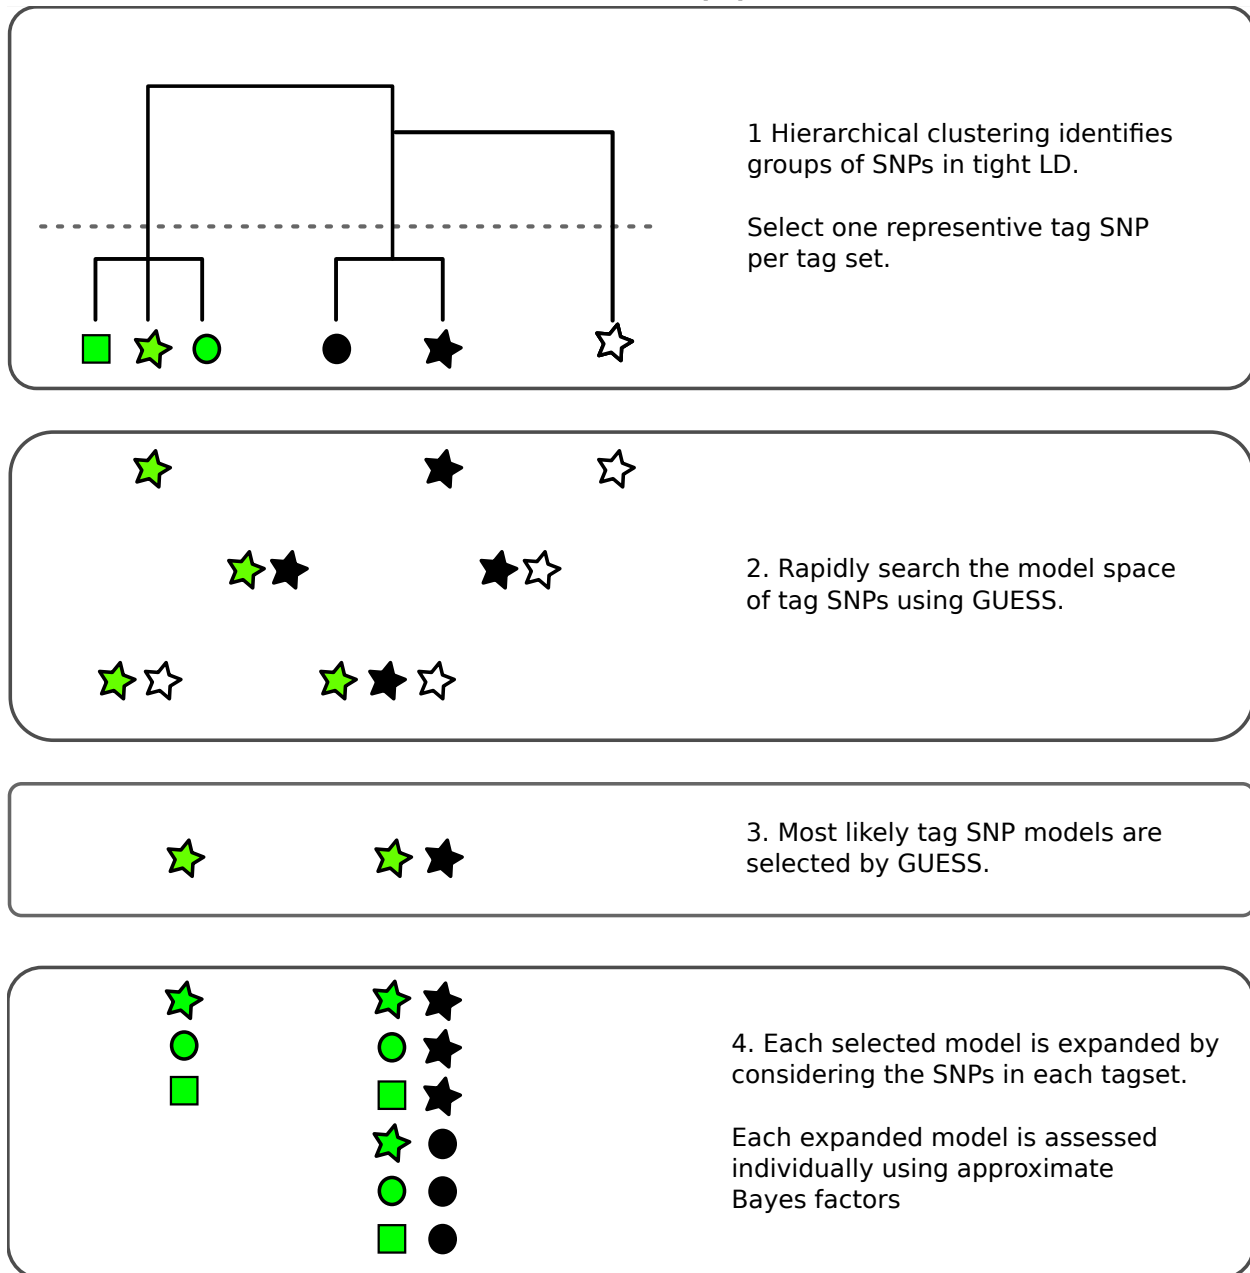 1 Hierarchical clustering identifies
groups of SNPs in tight LD.
Select one representive tag SNP
per tag set.
2. Rapidly search the model space
of tag SNPs using GUESS.
3. Most likely tag SNP models are
selected by GUESS.
4. Each selected model is expanded by
considering the SNPs in each tagset.
Each expanded model is assessed
individually using approximate
Bayes factors